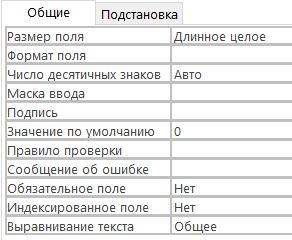 Общие Подстановка
Размер поля Длинное целое
Формат поля
Число десятичных знаков Авто
Маска ввода
Подпись
Значение по умолчанию 0
Правило проверки
Сообщение об ошибке
Обязательное поле Нет
Индексированное поле Нет
Выравнивание текста Общее